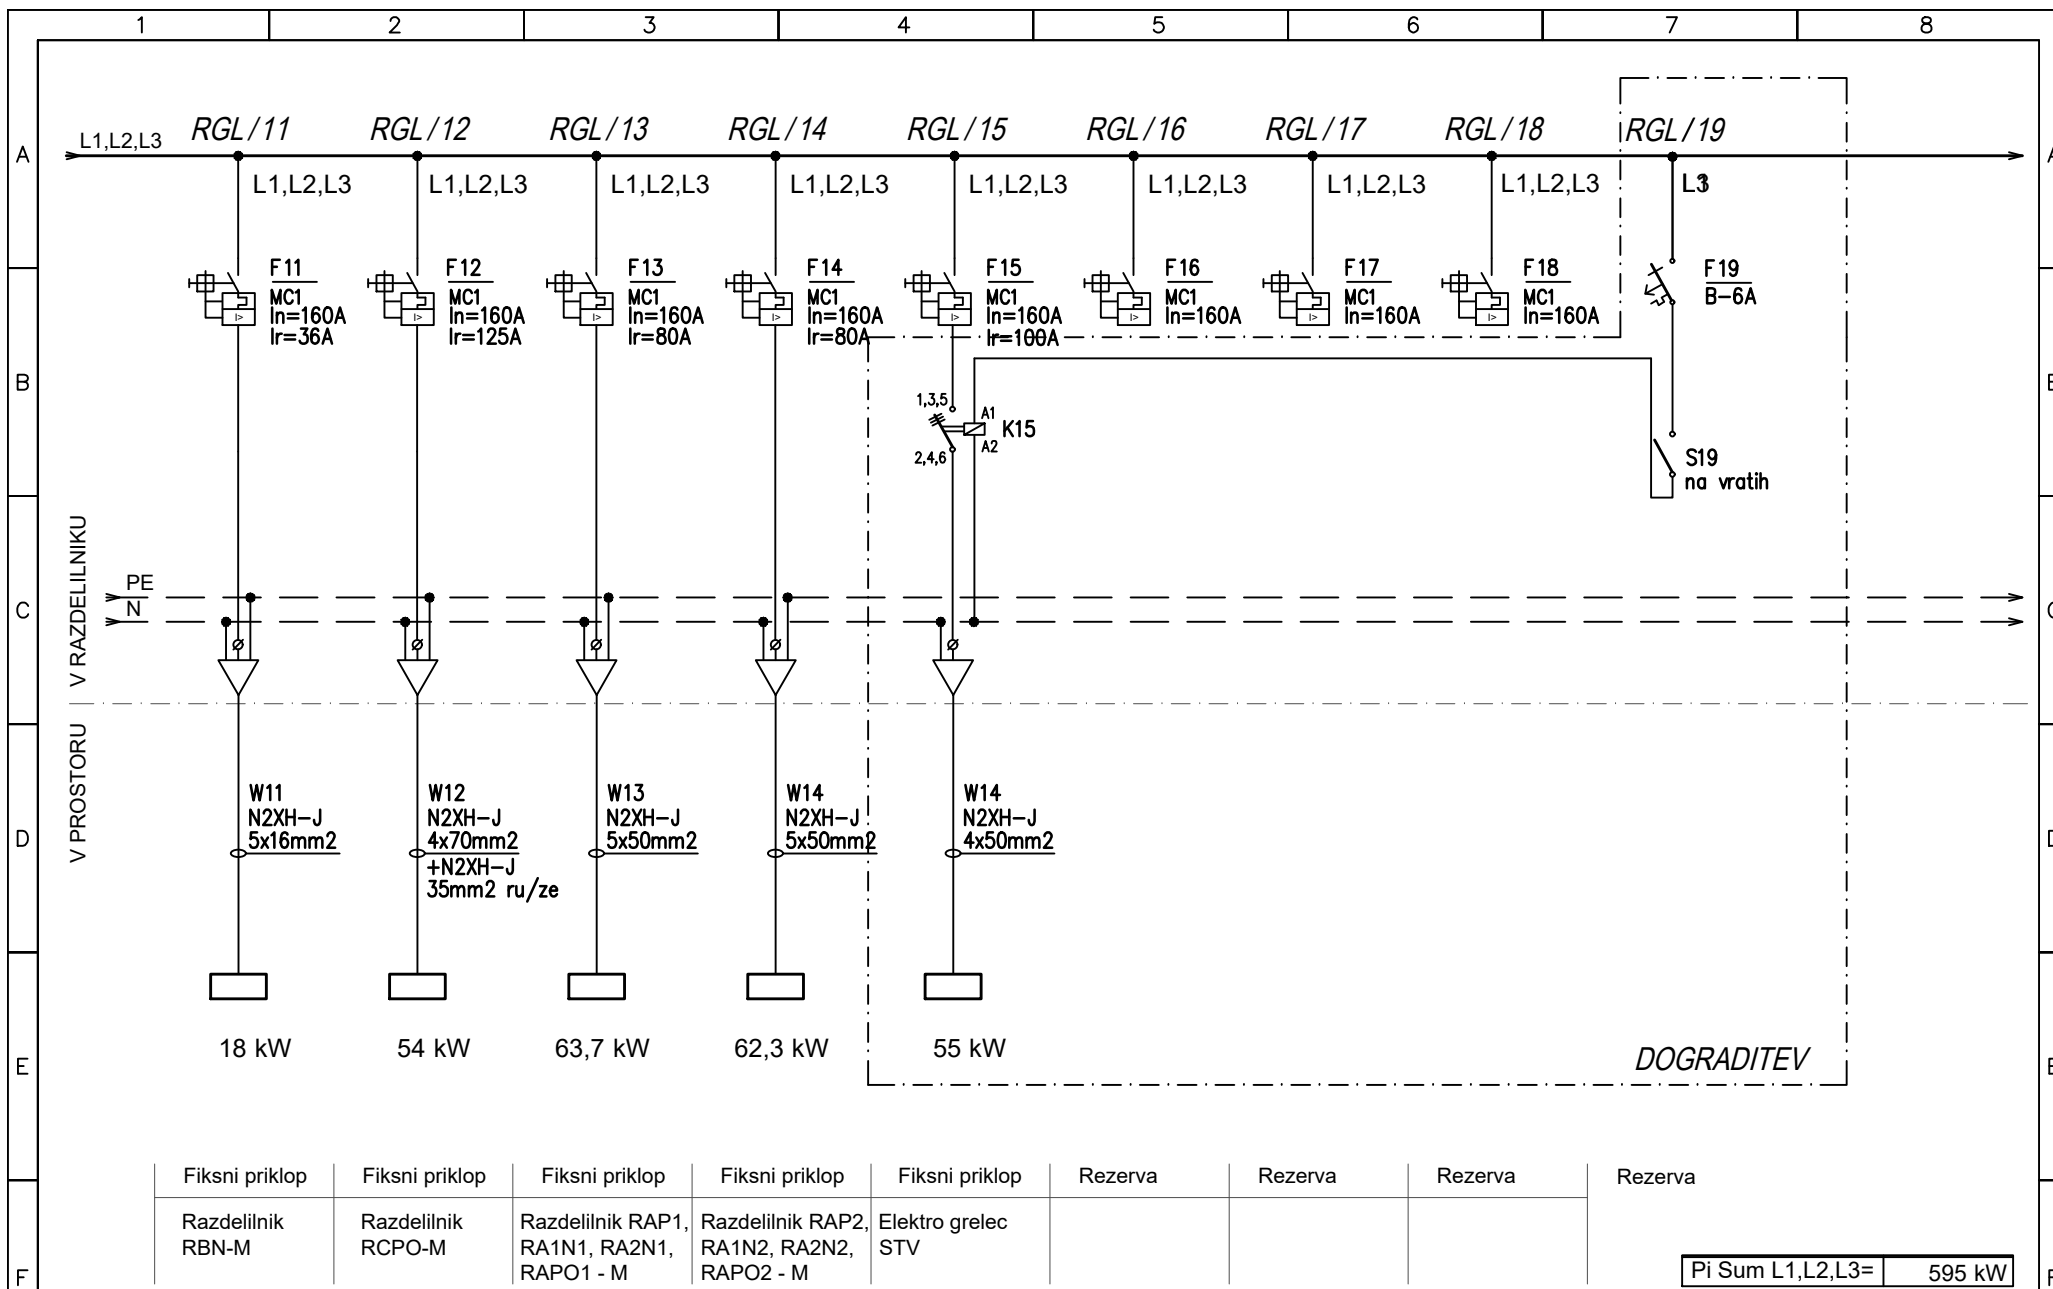 1 2 3 4 5 6 7 8
A
B
C
D
E
F
L1,L2,L3
RGL/11 RGL/12 RGL/13 RGL/14 RGL/15 RGL/16 RGL/17 RGL/18 RGL/19
L1,L2,L3 L1,L2,L3 L1,L2,L3 L1,L2,L3 L1,L2,L3 L1,L2,L3 L1,L2,L3 L1,L2,L3 L3
F11
MC1
In=160A
Ir=36A
I>
F12
MC1
In=160A
Ir=125A
I>
F13
MC1
In=160A
Ir=80A
I>
F14
MC1
In=160A
Ir=80A
I>
F15
MC1
In=160A
Ir=100A
I>
F16
MC1
In=160A
I>
F17
MC1
In=160A
I>
F18
MC1
In=160A
I>
F19
B-6A
1,3,5
2,4,6
A1
A2
K15
S19
na vratih
V RAZDELILNIKU
PE
N
V PROSTORU
W11
N2XH-J
5x16mm2
W12
N2XH-J
4x70mm2
+N2XH-J
35mm2 ru/ze
W13
N2XH-J
5x50mm2
W14
N2XH-J
5x50mm2
W14
N2XH-J
4x50mm2
18 kW 54 kW 63,7 kW 62,3 kW 55 kW
DOGRADITEV
Fiksni priklop Fiksni priklop Fiksni priklop Fiksni priklop Fiksni priklop Rezerva Rezerva Rezerva Rezerva
Razdelilnik
RBN-M
Razdelilnik
RCPO-M
Razdelilnik RAP1,
RA1N1, RA2N1,
RAPO1 - M
Razdelilnik RAP2,
RA1N2, RA2N2,
RAPO2 - M
Elektro grelec
STV
Pi Sum L1,L2,L3= 595 kW